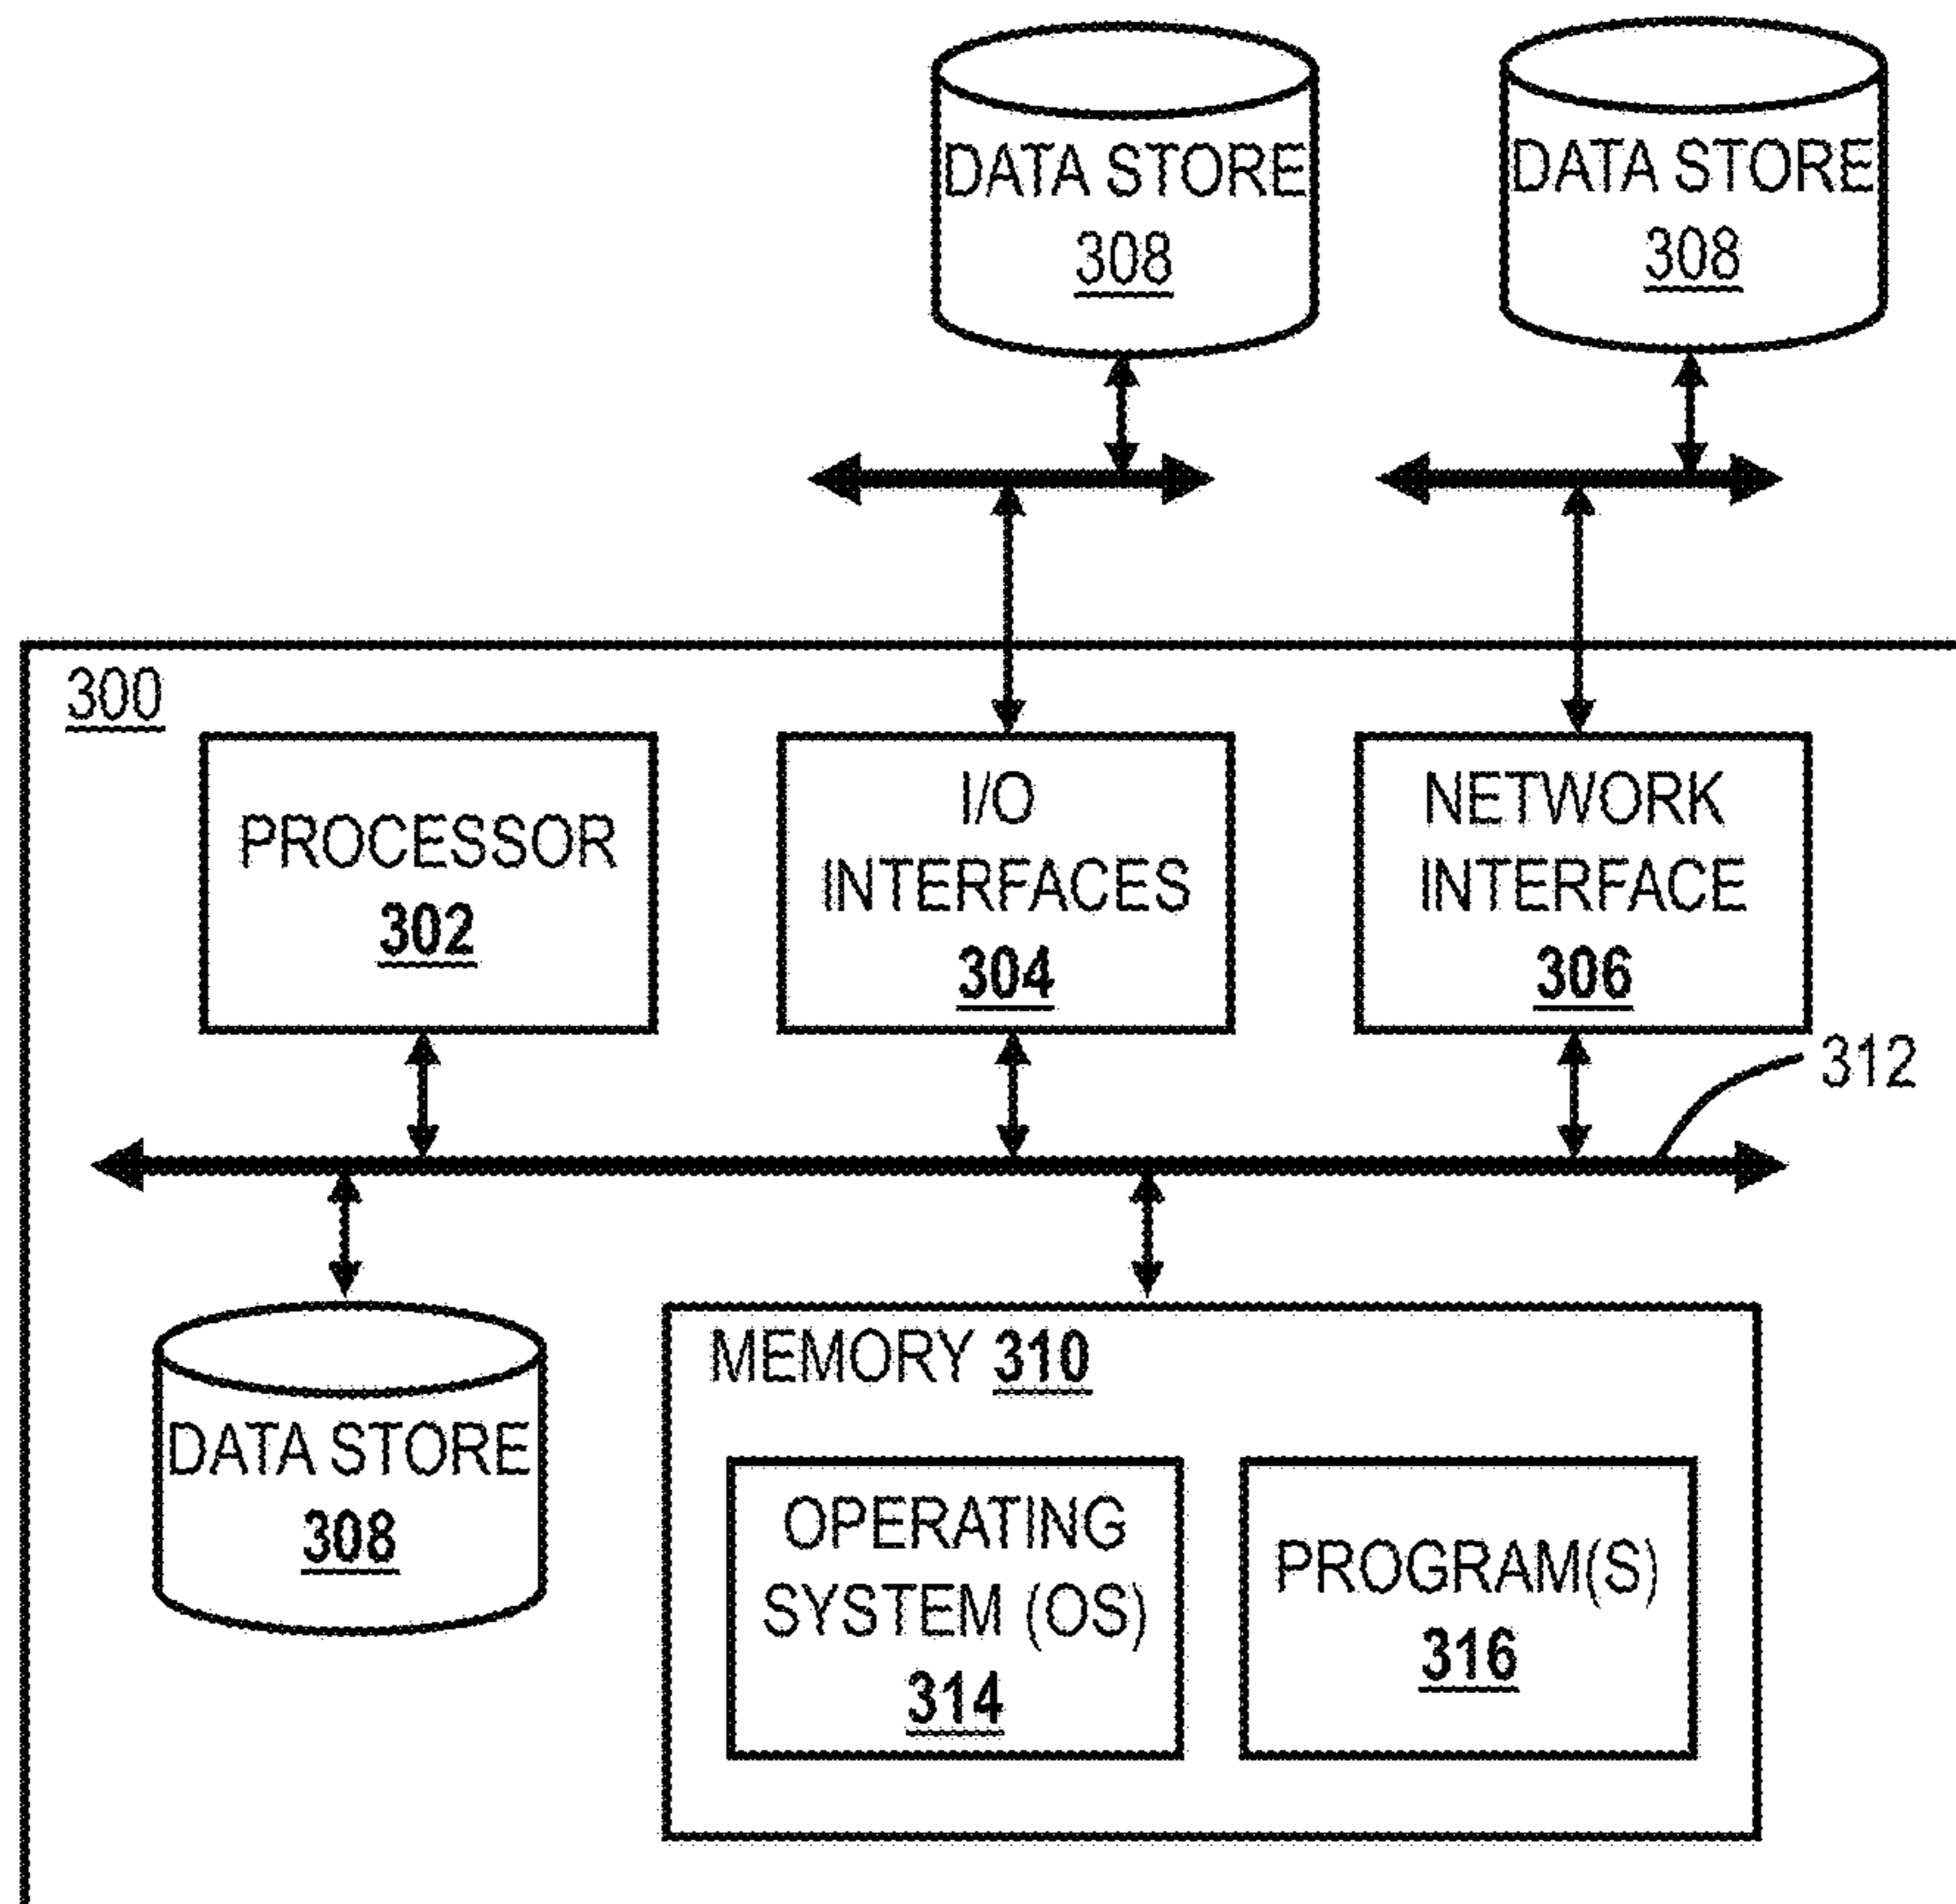 DATA STORE
308
DATA STORE
308
300
PROCESSOR
302
I/O
INTERFACES
304
NETWORK
INTERFACE
306
312
DATA STORE
308
MEMORY 310
OPERATING
SYSTEM (OS)
314
PROGRAM(S)
316